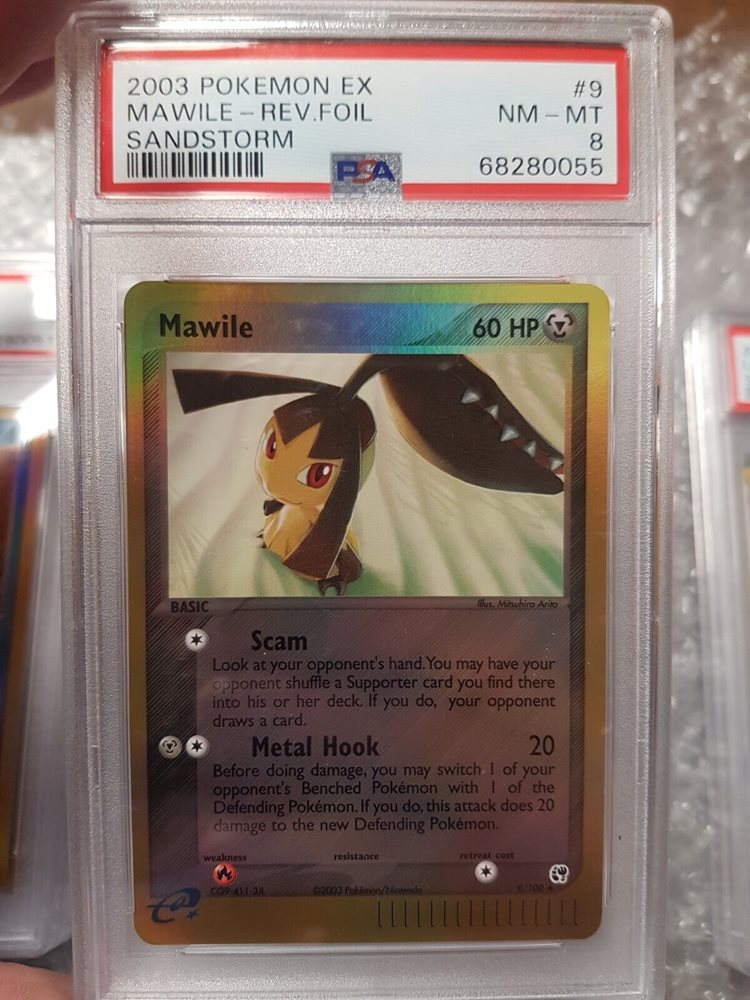 2003 POKEMON EX #9
MAWILE - REV.FOIL NM - MT
SANDSTORM 8
PSA 68280055
Mawile 60 HP
BASIC Illus. Mitsuhiro Arita
Scam
Look at your opponent's hand. You may have your
opponent shuffle a Supporter card you find there
into his or her deck. If you do, your opponent
draws a card.
Metal Hook 20
Before doing damage, you may switch 1 of your
opponent's Benched Pokémon with 1 of the
Defending Pokémon. If you do, this attack does 20
damage to the new Defending Pokémon.
weakness resistance retreat cost
©2003 Pokémon/Nintendo 9/100 ★
e